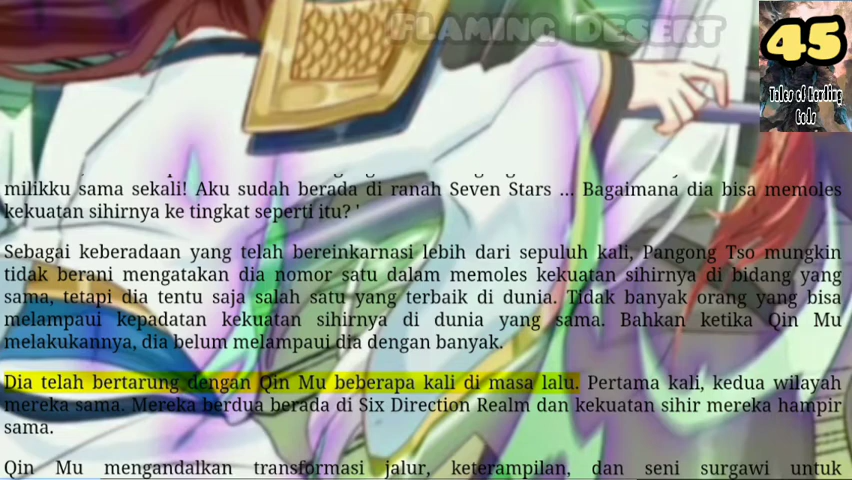 FLAMING DESERT
45
Tales of Herding
Gods
milikku sama sekali! Aku sudah berada di ranah Seven Stars ... Bagaimana dia bisa memoles
kekuatan sihirnya ke tingkat seperti itu? '
Sebagai keberadaan yang telah bereinkarnasi lebih dari sepuluh kali, Pangong Tso mungkin
tidak berani mengatakan dia nomor satu dalam memoles kekuatan sihirnya di bidang yang
sama, tetapi dia tentu saja salah satu yang terbaik di dunia. Tidak banyak orang yang bisa
melampaui kepadatan kekuatan sihirnya di dunia yang sama. Bahkan ketika Qin Mu
melakukannya, dia belum melampaui dia dengan banyak.
Dia telah bertarung dengan Qin Mu beberapa kali di masa lalu. Pertama kali, kedua wilayah
mereka sama. Mereka berdua berada di Six Direction Realm dan kekuatan sihir mereka hampir
sama.
Qin Mu mengandalkan transformasi jalur, keterampilan, dan seni surgawi untuk